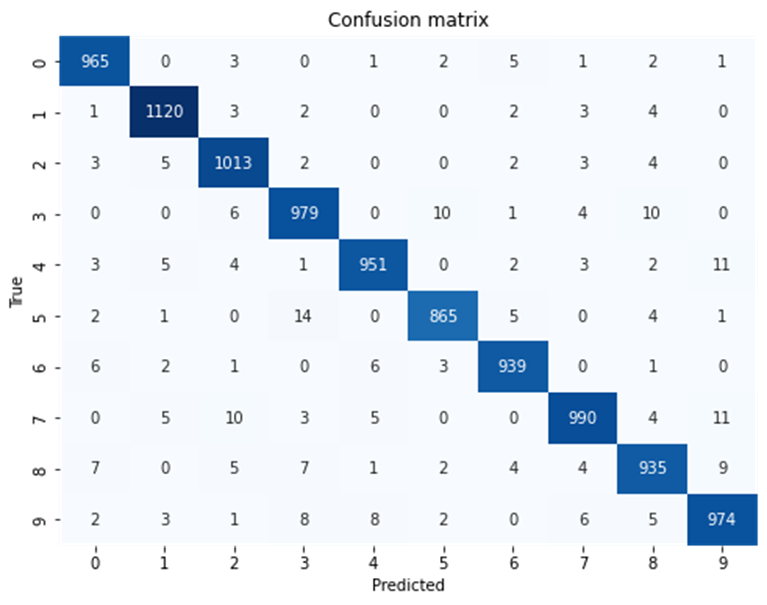 Confusion matrix
0 965 0 3 0 1 2 5 1 2 1
1 1 1120 3 2 0 0 2 3 4 0
2 3 5 1013 2 0 0 2 3 4 0
3 0 0 6 979 0 10 1 4 10 0
4 3 5 4 1 951 0 2 3 2 11
True
5 2 1 0 14 0 865 5 0 4 1
6 6 2 1 0 6 3 939 0 1 0
7 0 5 10 3 5 0 0 990 4 11
8 7 0 5 7 1 2 4 4 935 9
9 2 3 1 8 8 2 0 6 5 974
0 1 2 3 4 5 6 7 8 9
Predicted